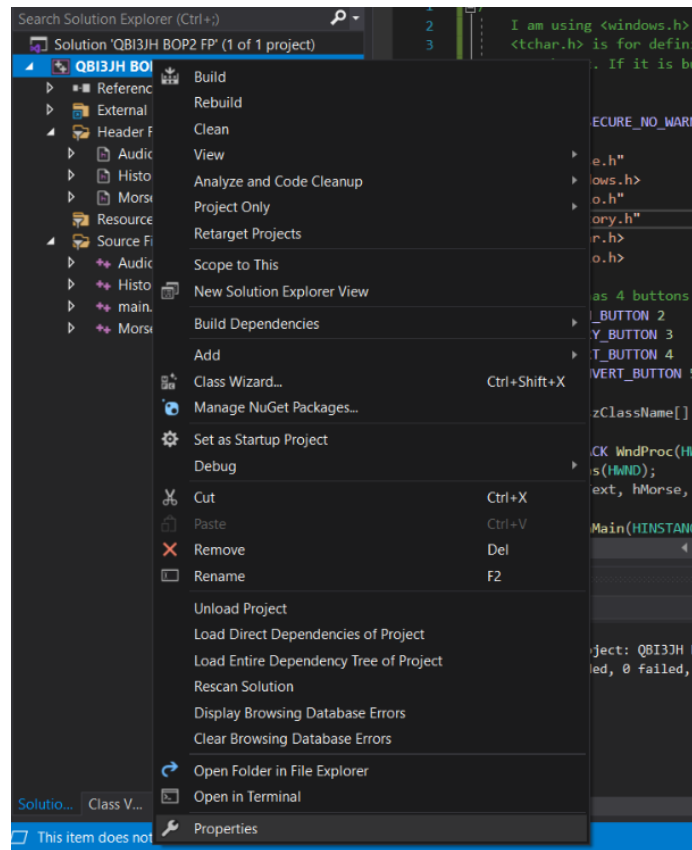 Search Solution Explorer (Ctrl+;)
Solution 'QBI3JH BOP2 FP' (1 of 1 project)
QBI3JH BO
Referenc
External
Header F
Audio
Histo
Morse
Resource
Source Fi
Audio
Histo
main.
Morse
Build
Rebuild
Clean
View
Analyze and Code Cleanup
Project Only
Retarget Projects
Scope to This
New Solution Explorer View
Build Dependencies
Add
Class Wizard... Ctrl+Shift+X
Manage NuGet Packages...
Set as Startup Project
Debug
Cut Ctrl+X
Paste Ctrl+V
Remove Del
Rename F2
Unload Project
Load Direct Dependencies of Project
Load Entire Dependency Tree of Project
Rescan Solution
Display Browsing Database Errors
Clear Browsing Database Errors
Open Folder in File Explorer
Open in Terminal
Properties
Solutio... Class V...
This item does not
1
2 I am using <windows.h>
3 <tchar.h> is for defin
. If it is b
ECURE_NO_WAR
e.h"
ows.h>
o.h"
ory.h"
r.h>
o.h>
as 4 buttons
_BUTTON 2
Y_BUTTON 3
T_BUTTON 4
VERT_BUTTON 5
zClassName[]
CK WndProc(H
s(HWND);
ext, hMorse,
Main(HINSTAN
ject: QBI3JH
ed, 0 failed,